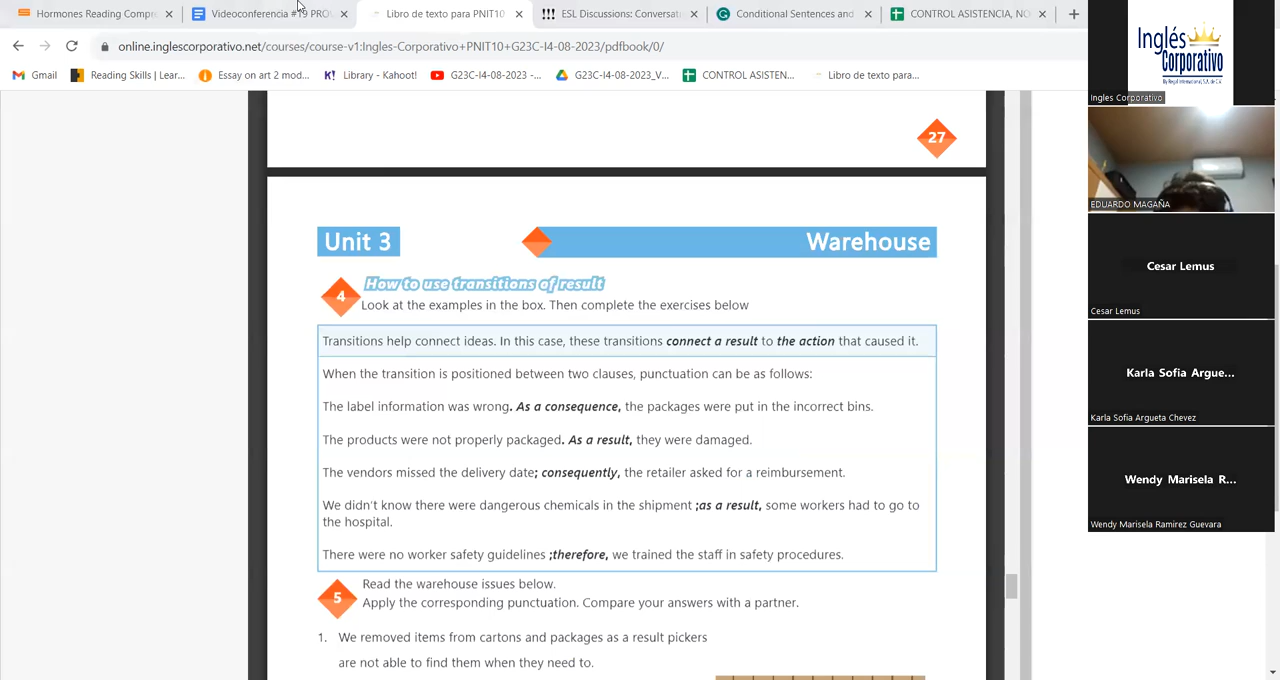 Hormones Reading Compre
Videoconferencia #19 PRO
Libro de texto para PNIT10
ESL Discussions: Conversati
Conditional Sentences and
CONTROL ASISTENCIA, NO
online.inglescorporativo.net/courses/course-v1:Ingles-Corporativo+PNIT10+G23C-I4-08-2023/pdfbook/0/
Gmail
Reading Skills | Lear...
Essay on art 2 mod...
Library - Kahoot!
G23C-I4-08-2023 -...
G23C-I4-08-2023_V...
CONTROL ASISTEN...
Libro de texto para...
27
Unit 3
Warehouse
4
How to use transitions of result
Look at the examples in the box. Then complete the exercises below
Transitions help connect ideas. In this case, these transitions connect a result to the action that caused it.
When the transition is positioned between two clauses, punctuation can be as follows:
The label information was wrong. As a consequence, the packages were put in the incorrect bins.
The products were not properly packaged. As a result, they were damaged.
The vendors missed the delivery date; consequently, the retailer asked for a reimbursement.
We didn't know there were dangerous chemicals in the shipment ;as a result, some workers had to go to
the hospital.
There were no worker safety guidelines ;therefore, we trained the staff in safety procedures.
5
Read the warehouse issues below.
Apply the corresponding punctuation. Compare your answers with a partner.
1. We removed items from cartons and packages as a result pickers
are not able to find them when they need to.
Inglés
Corporativo
By Regal International, S.A. de C.V.
Ingles Corporativo
EDUARDO MAGAÑA
Cesar Lemus
Cesar Lemus
Karla Sofia Argue...
Karla Sofia Argueta Chevez
Wendy Marisela R...
Wendy Marisela Ramirez Guevara